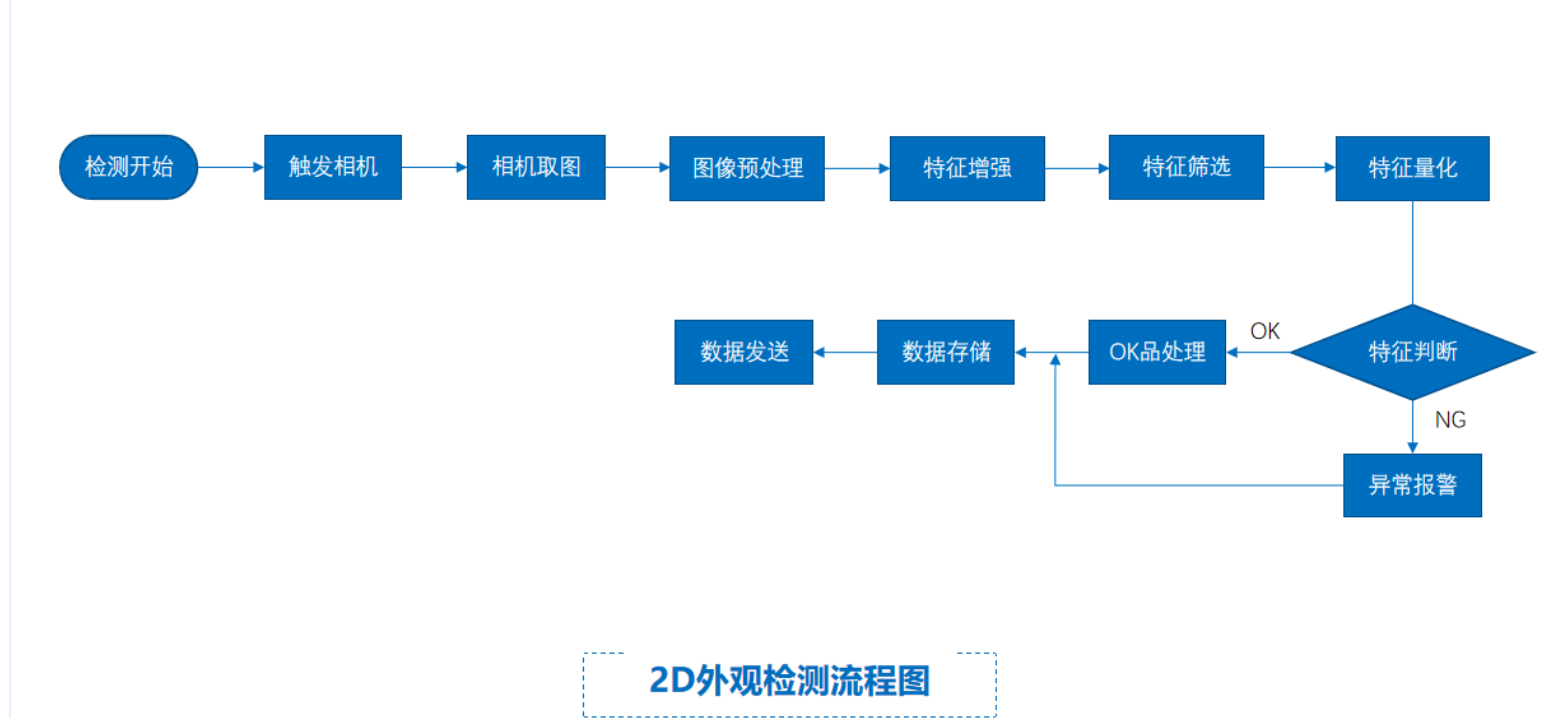 检测开始
触发相机
相机取图
图像预处理
特征增强
特征筛选
特征量化
特征判断
OK
OK品处理
数据存储
数据发送
NG
异常报警
2D外观检测流程图